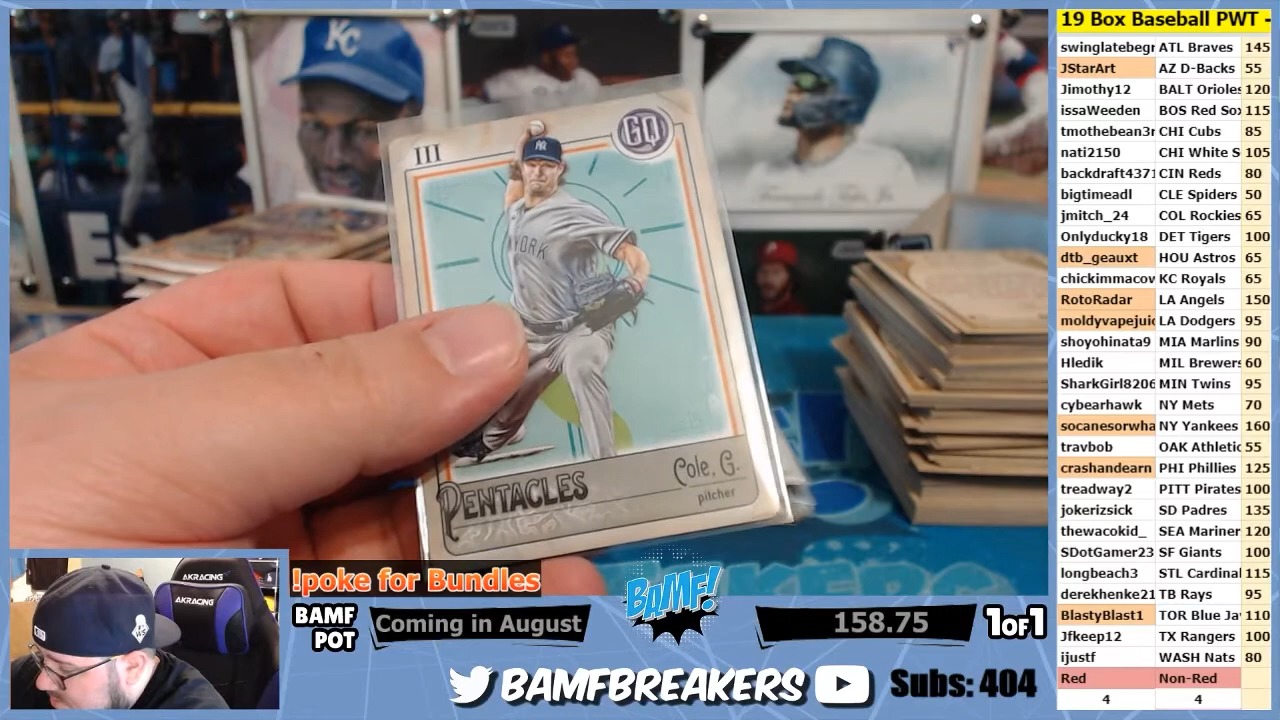 19 Box Baseball PWT -
swinglatebegr ATL Braves 145
JStarArt AZ D-Backs 55
Jimothy12 BALT Orioles 120
issaWeeden BOS Red Sox 115
tmothebean3r CHI Cubs 85
nati2150 CHI White S 105
backdraft4371 CIN Reds 80
bigtimeadl CLE Spiders 50
jmitch_24 COL Rockies 65
Onlyducky18 DET Tigers 100
dtb_geauxt HOU Astros 65
chickimmacov KC Royals 65
RotoRadar LA Angels 150
moldyvapejuic LA Dodgers 95
shoyohinata9 MIA Marlins 90
Hledik MIL Brewers 60
SharkGirl8206 MIN Twins 95
cybearhawk NY Mets 70
socanesorwha NY Yankees 160
travbob OAK Athletic 55
crashandearn PHI Phillies 125
treadway2 PITT Pirates 100
jokerizsick SD Padres 135
thewacokid_ SEA Mariner 120
SDotGamer23 SF Giants 100
longbeach3 STL Cardinal 115
derekhenke21 TB Rays 95
BlastyBlast1 TOR Blue Ja 110
Jfkeep12 TX Rangers 100
ijustf WASH Nats 80
Red Non-Red
4 4
KC
III
GQ
NY
YORK
PENTACLES
Cole, G.
pitcher
AKRACING
AKRACING
!poke for Bundles
BAMF POT
Coming in August
BAMF!
158.75
1OF1
BAMFBREAKERS
Subs: 404